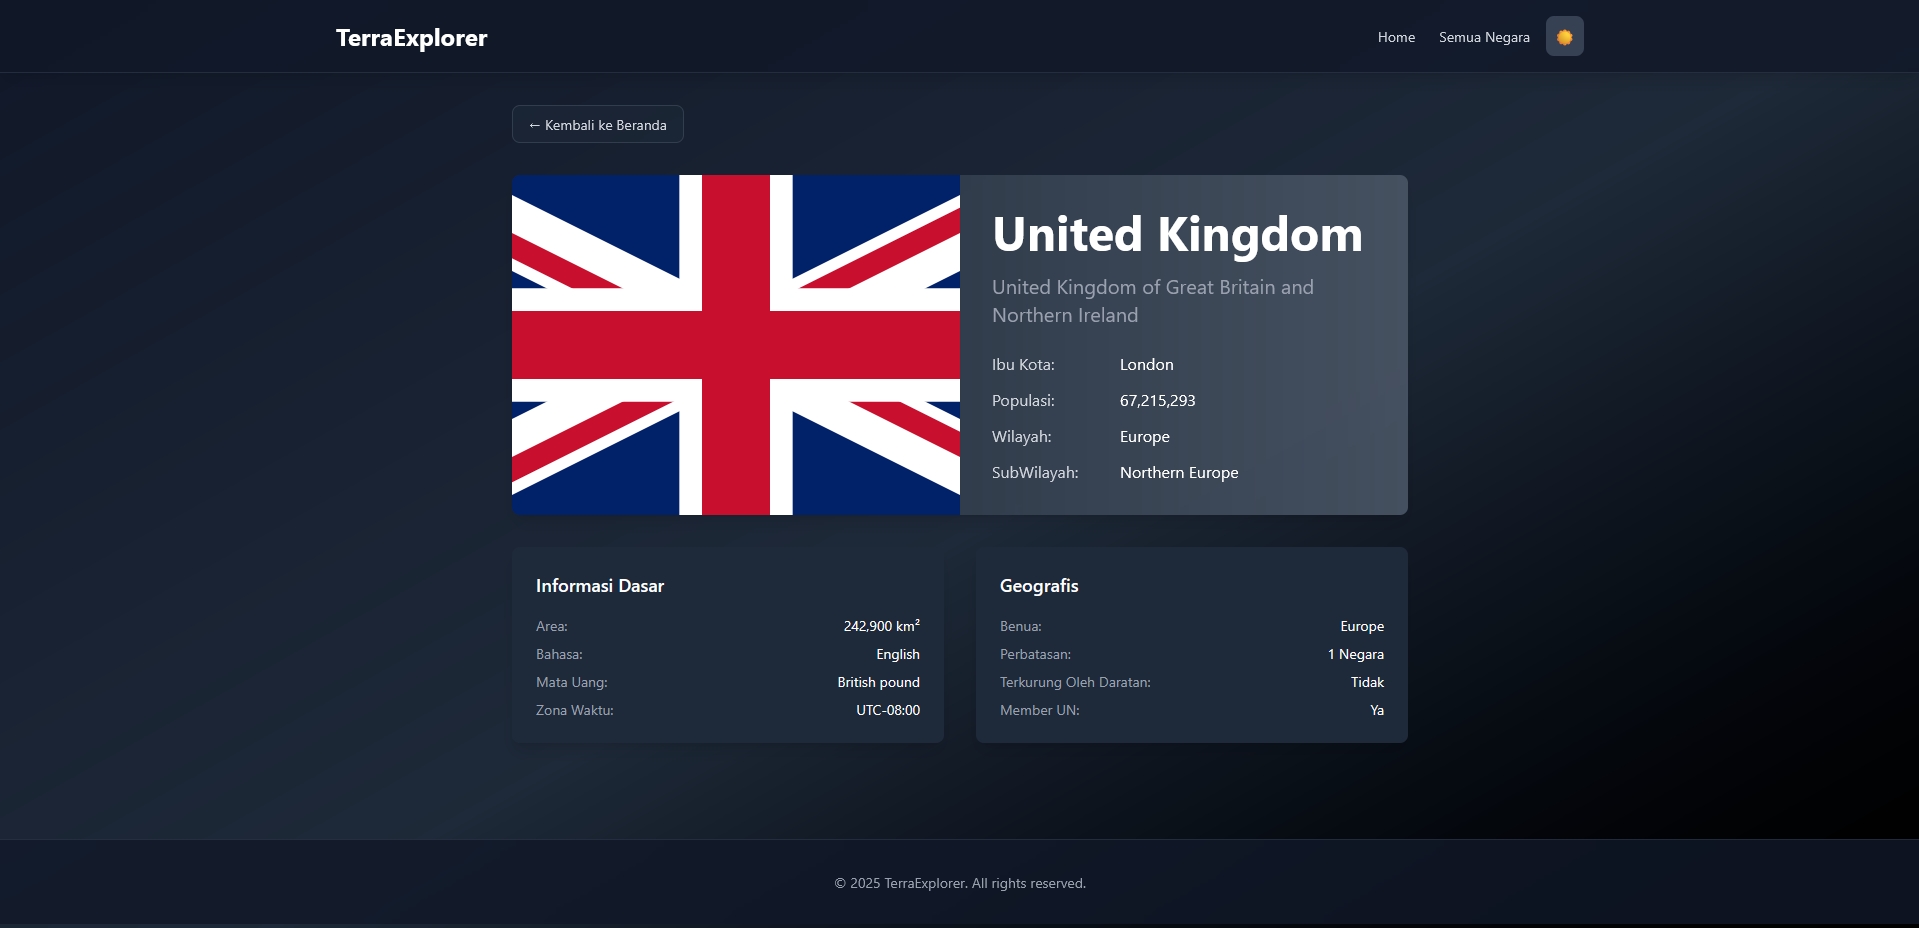 TerraExplorer
Home
Semua Negara
← Kembali ke Beranda
United Kingdom
United Kingdom of Great Britain and
Northern Ireland
Ibu Kota: London
Populasi: 67,215,293
Wilayah: Europe
SubWilayah: Northern Europe
Informasi Dasar
Area: 242,900 km²
Bahasa: English
Mata Uang: British pound
Zona Waktu: UTC-08:00
Geografis
Benua: Europe
Perbatasan: 1 Negara
Terkurung Oleh Daratan: Tidak
Member UN: Ya
© 2025 TerraExplorer. All rights reserved.